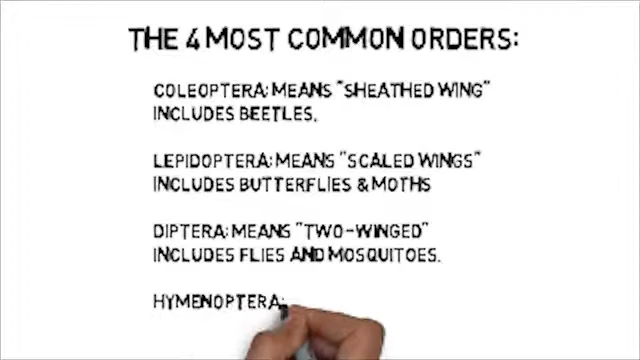 THE 4 MOST COMMON ORDERS:
COLEOPTERA: MEANS "SHEATHED WING"
INCLUDES BEETLES.
LEPIDOPTERA: MEANS "SCALED WINGS"
INCLUDES BUTTERFLIES & MOTHS
DIPTERA: MEANS "TWO-WINGED"
INCLUDES FLIES AND MOSQUITOES.
HYMENOPTERA: